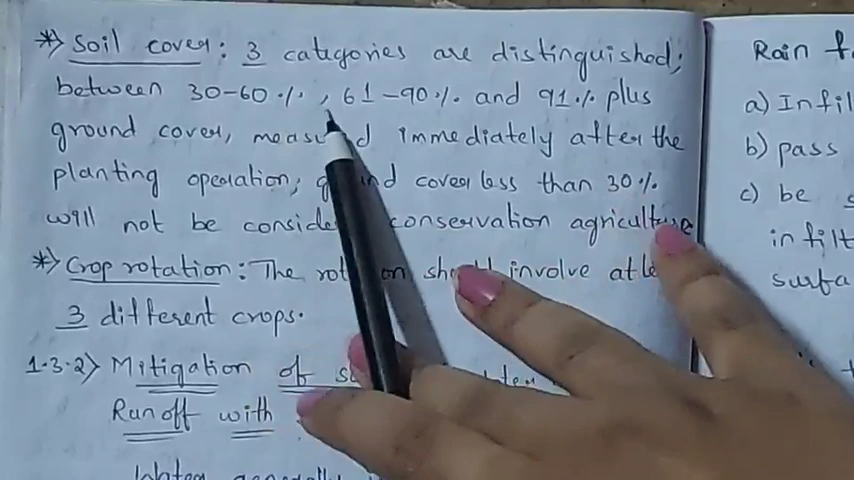 *> Soil cover: 3 categories are distinguished;
between 30-60%, 61-90% and 91% plus
ground cover, measu d immediately after the
planting operation; g nd cover less than 30%
will not be conside conservation agriculture
*> Crop rotation: The rot on sho involve at le
3 different crops.
1.3.2> Mitigation of s
Runoff with
Water generally
Rain f
a) Infil
b) pass
c) be s
infilt
surfa